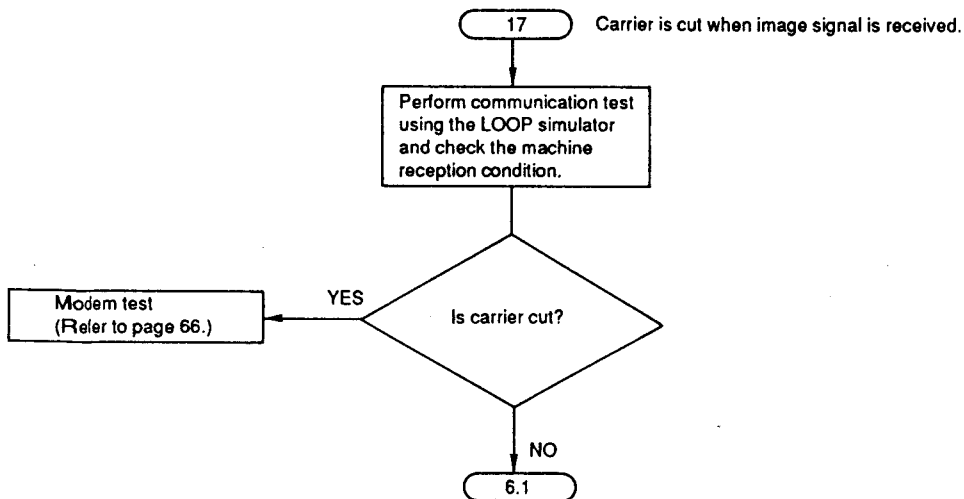 17
Carrier is cut when image signal is received.
Perform communication test
using the LOOP simulator
and check the machine
reception condition.
Is carrier cut?
YES
Modem test
(Refer to page 66.)
NO
6.1